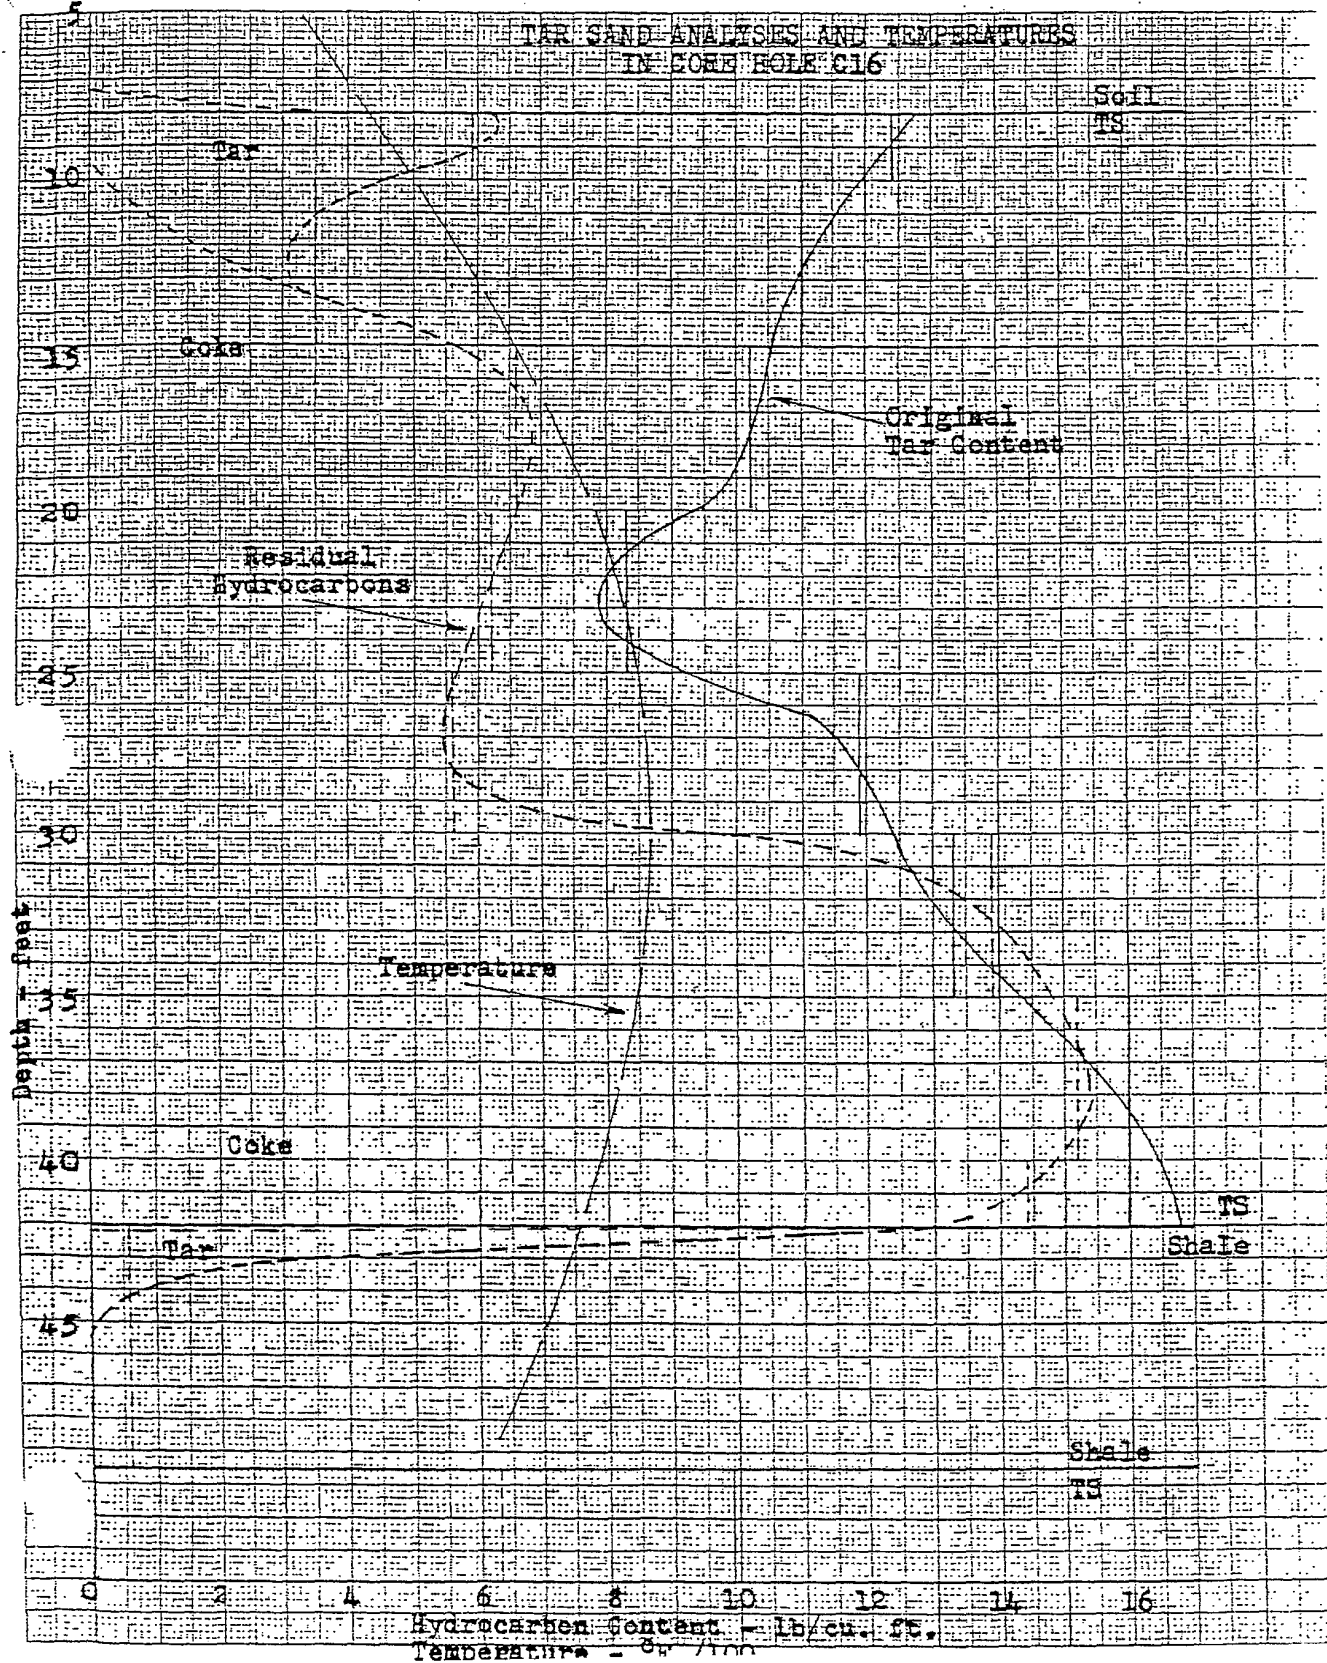 5
TAR SAND ANALYSES AND TEMPERATURES
IN CORE HOLE C16
Soil
TS
Tar
10
15
Coke
Original
Tar Content
20
Residual
Hydrocarbons
25
30
Depth - feet
Temperature
35
Coke
40
TS
Tar
Shale
45
Shale
TS
0 2 4 6 8 10 12 14 16
Hydrocarbon Content - lb/cu. ft.
Temperature - °F /100